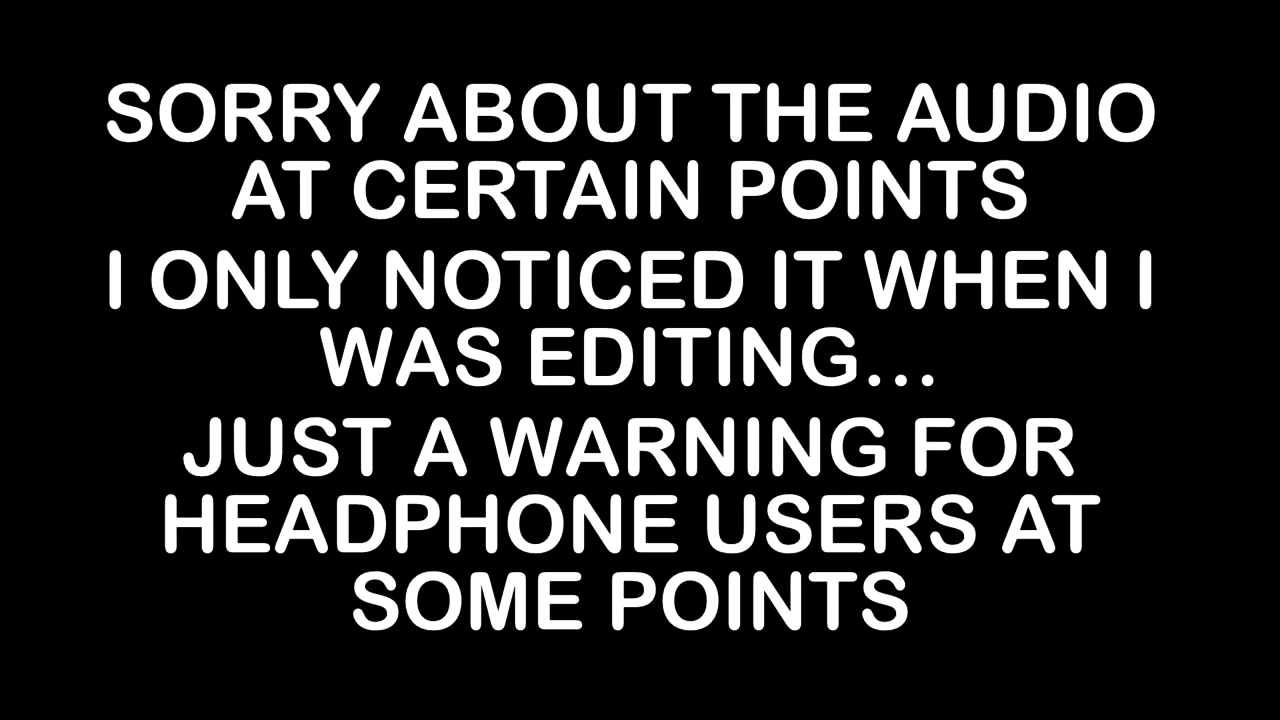 SORRY ABOUT THE AUDIO
AT CERTAIN POINTS
I ONLY NOTICED IT WHEN I
WAS EDITING...
JUST A WARNING FOR
HEADPHONE USERS AT
SOME POINTS